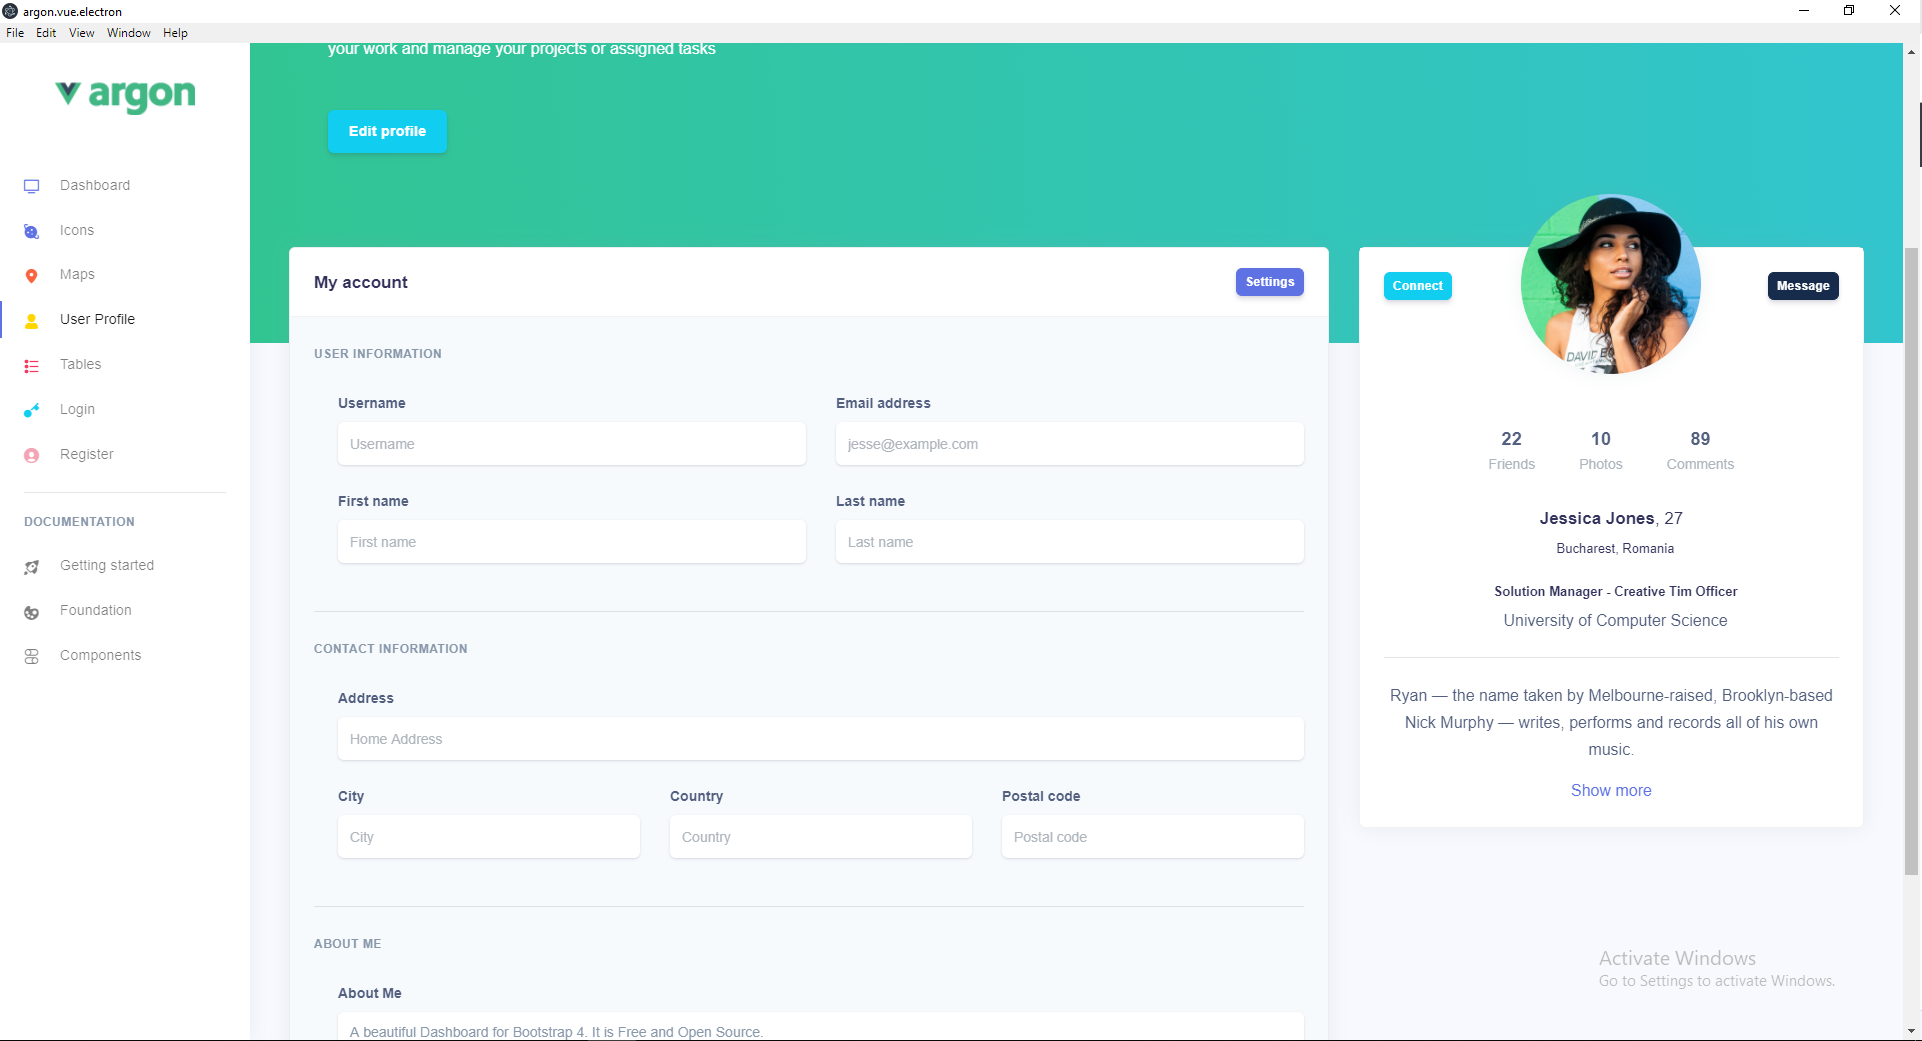 argon.vue.electron
File Edit View Window Help
argon
Dashboard
Icons
Maps
User Profile
Tables
Login
Register
DOCUMENTATION
Getting started
Foundation
Components
your work and manage your projects or assigned tasks
Edit profile
My account
Settings
USER INFORMATION
Username
Email address
Username
jesse@example.com
First name
Last name
First name
Last name
CONTACT INFORMATION
Address
Home Address
City
Country
Postal code
City
Country
Postal code
ABOUT ME
About Me
A beautiful Dashboard for Bootstrap 4. It is Free and Open Source.
Connect
Message
DAVID BO
22
10
89
Friends
Photos
Comments
Jessica Jones, 27
Bucharest, Romania
Solution Manager - Creative Tim Officer
University of Computer Science
Ryan — the name taken by Melbourne-raised, Brooklyn-based
Nick Murphy — writes, performs and records all of his own
music.
Show more
Activate Windows
Go to Settings to activate Windows.